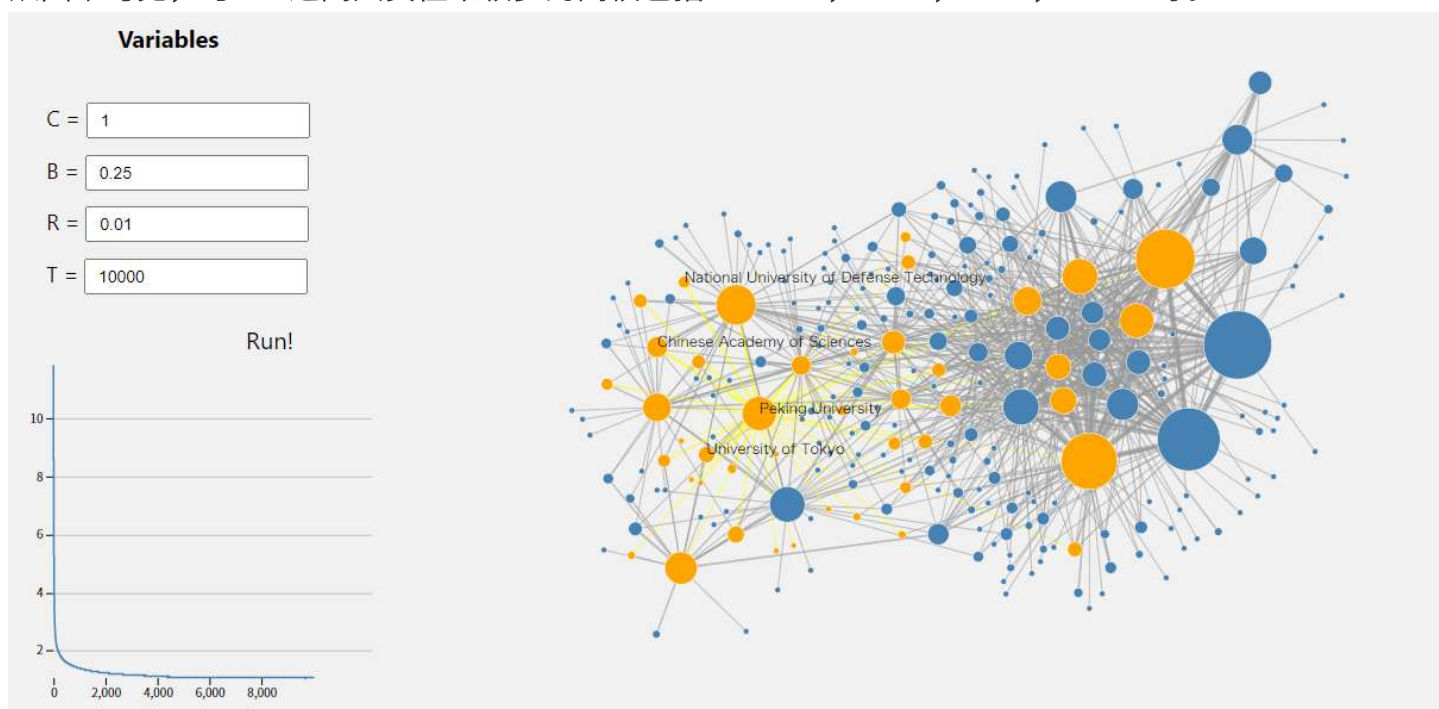 Variables
C = 1
B = 0.25
R = 0.01
T = 10000
Run!
10
8
6
4
2
0 2,000 4,000 6,000 8,000
National University of Defense Technology
Chinese Academy of Sciences
Peking University
University of Tokyo